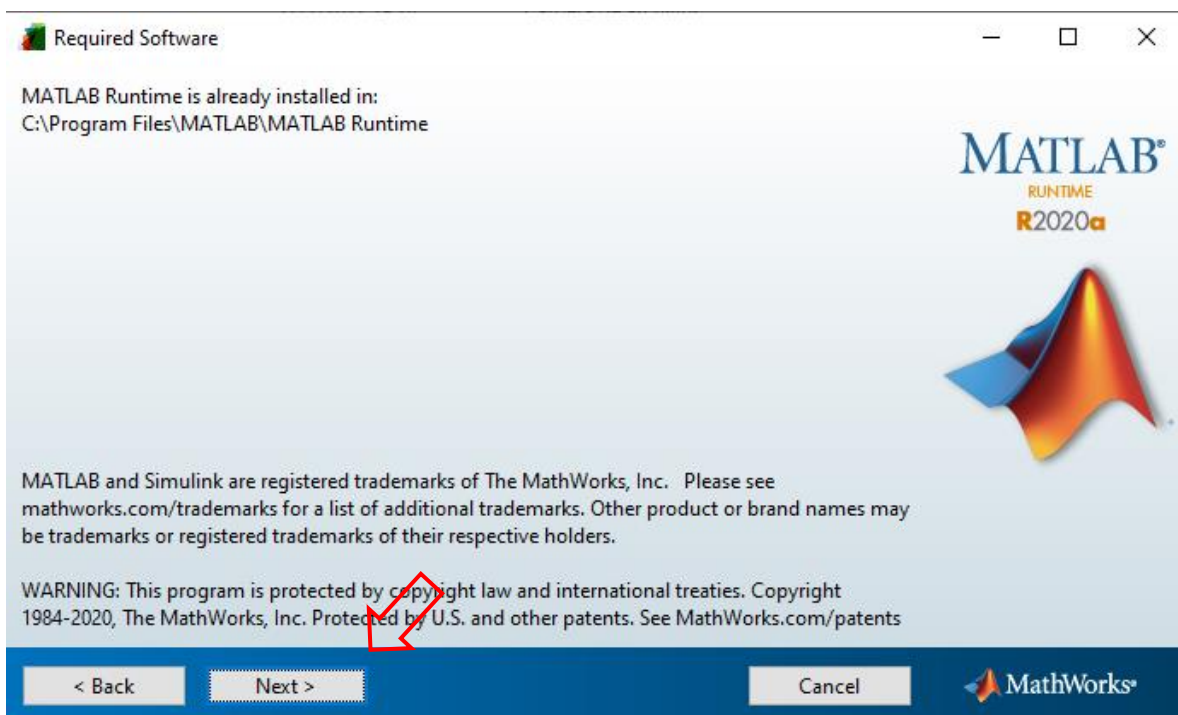 Required Software
MATLAB Runtime is already installed in:
C:\Program Files\MATLAB\MATLAB Runtime
MATLAB®
RUNTIME
R2020a
MATLAB and Simulink are registered trademarks of The MathWorks, Inc.   Please see
mathworks.com/trademarks for a list of additional trademarks. Other product or brand names may
be trademarks or registered trademarks of their respective holders.
WARNING: This program is protected by copyright law and international treaties. Copyright
1984-2020, The MathWorks, Inc. Protected by U.S. and other patents. See MathWorks.com/patents
< Back
Next >
Cancel
MathWorks®